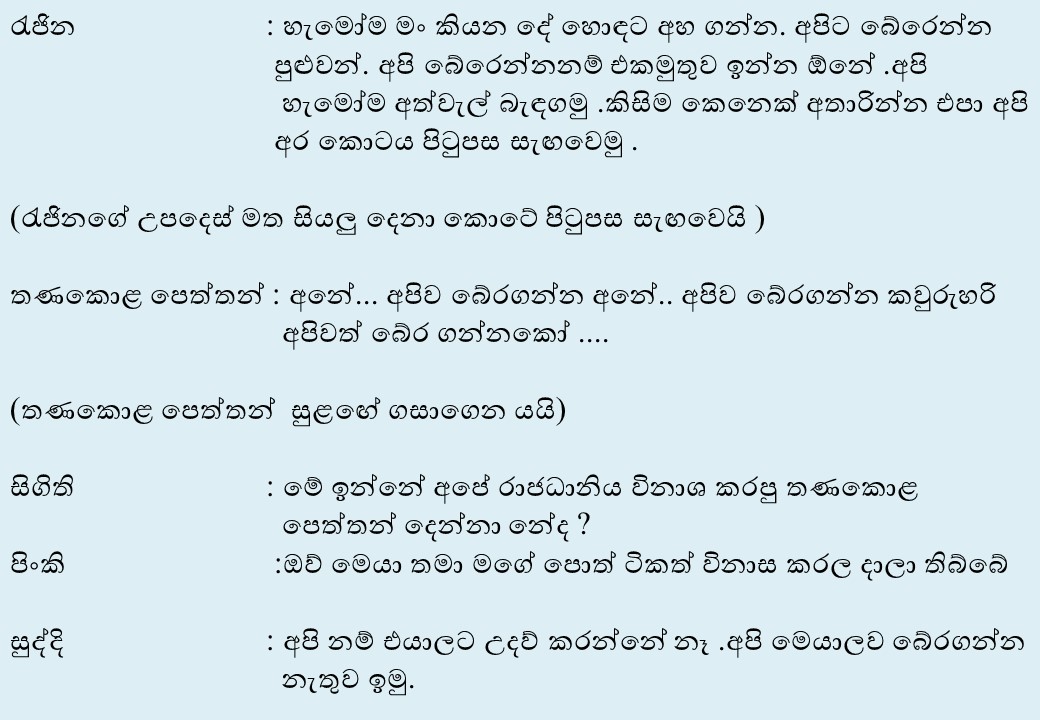 රැජින : හැමෝම මං කියන දේ හොඳට අහ ගන්න. අපිට බේරෙන්න
පුළුවන්. අපි බේරෙන්නනම් එකමුතුව ඉන්න ඕනේ .අපි
හැමෝම අත්වැල් බැඳගමු .කිසිම කෙනෙක් අතාරින්න එපා අපි
අර කොටය පිටුපස සැඟවෙමු .
(රැජිනගේ උපදෙස් මත සියලු දෙනා කොටේ පිටුපස සැඟවෙයි )
තණකොළ පෙත්තන් : අනේ... අපිව බේරගන්න අනේ.. අපිව බේරගන්න කවුරුහරි
අපිවත් බේර ගන්නකෝ ....
(තණකොළ පෙත්තන් සුළඟේ ගසාගෙන යයි)
සිගිති : මේ ඉන්නේ අපේ රාජධානිය විනාශ කරපු තණකොළ
පෙත්තන් දෙන්නා නේද ?
පිංකි :ඔව් මෙයා තමා මගේ පොත් ටිකත් විනාස කරල දාලා තිබ්බේ
සුද්දි : අපි නම් එයාලට උදව් කරන්නේ නෑ .අපි මෙයාලව බේරගන්න
නැතුව ඉමු.